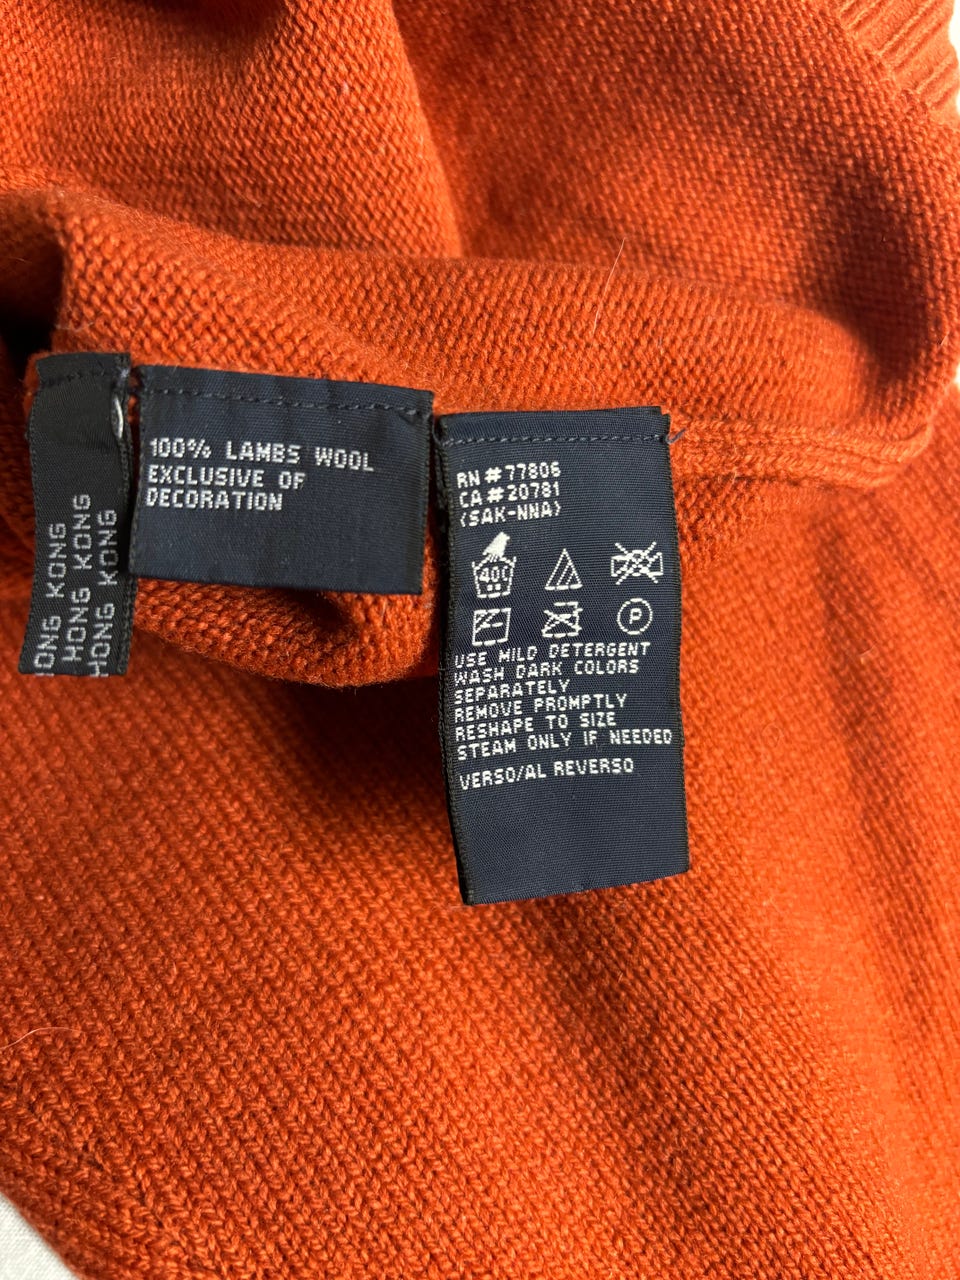 HONG KONG
HONG KONG
HONG KONG
100% LAMBS WOOL
EXCLUSIVE OF
DECORATION
RN #77806
CA #20781
(SAK-NNA)
40C
P
USE MILD DETERGENT
WASH DARK COLORS
SEPARATELY
REMOVE PROMPTLY
RESHAPE TO SIZE
STEAM ONLY IF NEEDED
VERSO/AL REVERSO